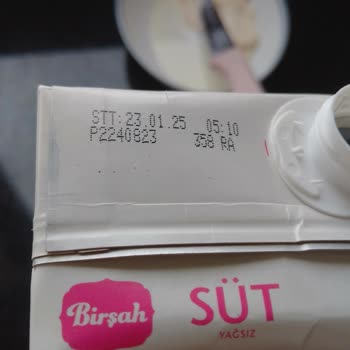 STT:23.01.25 05:10
P2240823 358 RA
Birşah
SÜT
YAĞSIZ